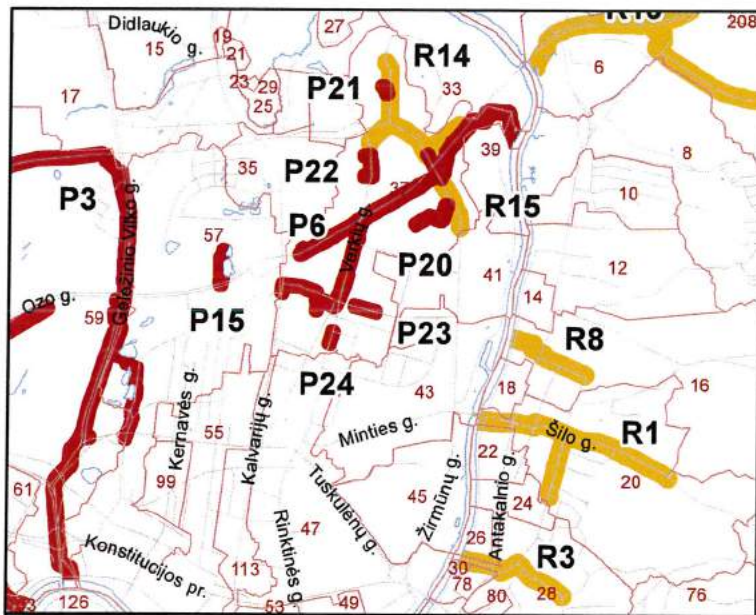 27
R13
208
Didlaukio g.
15
19
21
R14
6
23
29
25
P21
33
17
39
8
35
P22
37
10
P3
Geležinio Vilko g.
P6
Verkių g.
R15
57
P20
41
12
Ozo g.
59
P15
14
P23
R8
P24
18
16
43
Kernavės g.
Kalvarijų g.
Minties g.
Šilo g.
R1
55
22
20
61
99
Tuskulėnų g.
45
Žirmūnų g.
Antakalnio g.
24
Rinktinės g.
47
26
Konstitucijos pr.
R3
30
113
78
28
126
53
49
80
76